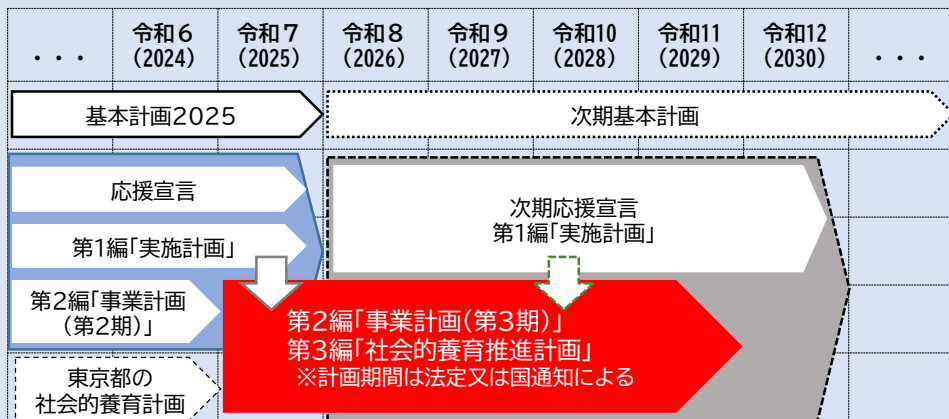 ・・・
令和６
(2024)
令和７
(2025)
令和８
(2026)
令和９
(2027)
令和10
(2028)
令和11
(2029)
令和12
(2030)
・・・
基本計画2025
次期基本計画
応援宣言
第1編「実施計画」
第2編「事業計画
(第2期)」
次期応援宣言
第1編「実施計画」
第2編「事業計画(第3期)」
第3編「社会的養育推進計画」
※計画期間は法定又は国通知による
東京都の
社会的養育計画